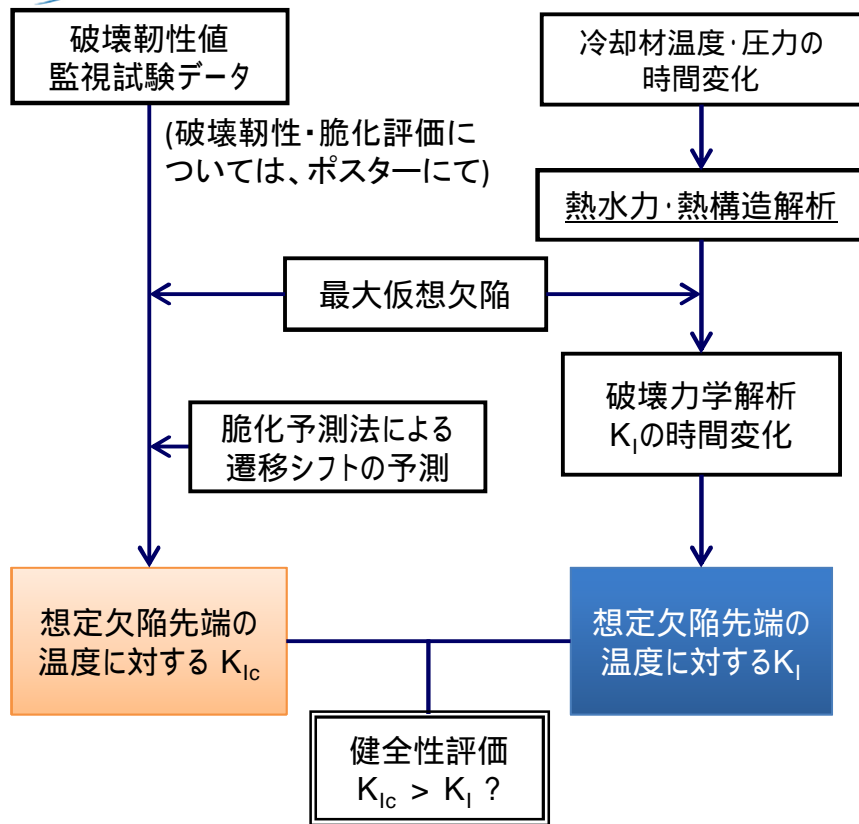 破壊靭性値
監視試験データ
冷却材温度･圧力の
時間変化
(破壊靭性・脆化評価に
ついては、ポスターにて)
熱水力･熱構造解析
最大仮想欠陥
破壊力学解析
K_Iの時間変化
脆化予測法による
遷移シフトの予測
想定欠陥先端の
温度に対する K_Ic
想定欠陥先端の
温度に対するK_I
健全性評価
K_Ic > K_I ?